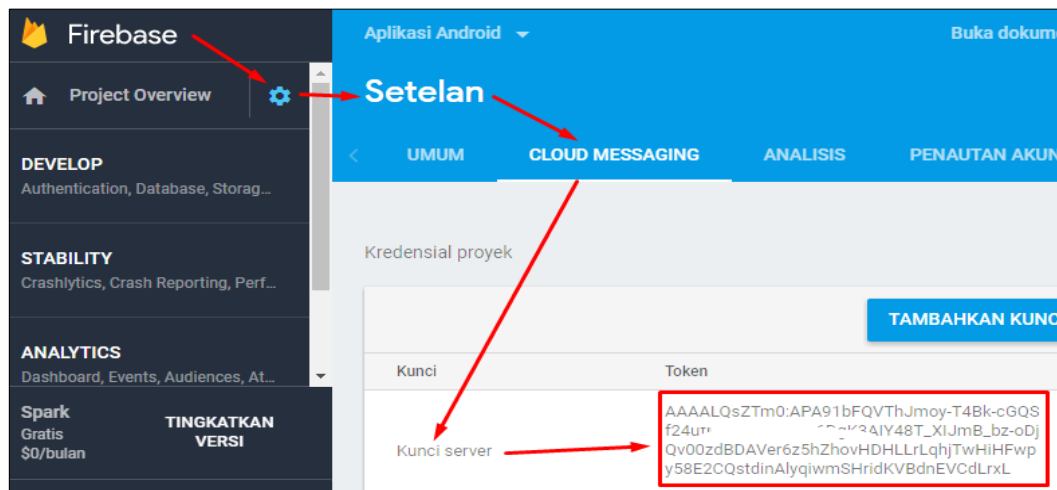 Firebase
Project Overview
DEVELOP
Authentication, Database, Storag...
STABILITY
Crashlytics, Crash Reporting, Perf...
ANALYTICS
Dashboard, Events, Audiences, At...
Spark
Gratis
$0/bulan
TINGKATKAN
VERSI
Aplikasi Android
Buka dokum
Setelan
UMUM
CLOUD MESSAGING
ANALISIS
PENAUTAN AKUN
Kredensial proyek
TAMBAHKAN KUNC
Kunci
Token
Kunci server
AAAALQsZTm0:APA91bFQVThJmoy-T4Bk-cGQS
Qv00zdBDAVer6z5hZhovHDHLLrLqhjTwHiHFwp
y58E2CQstdinAlyqiwmSHridKVBdnEVCdLrxL